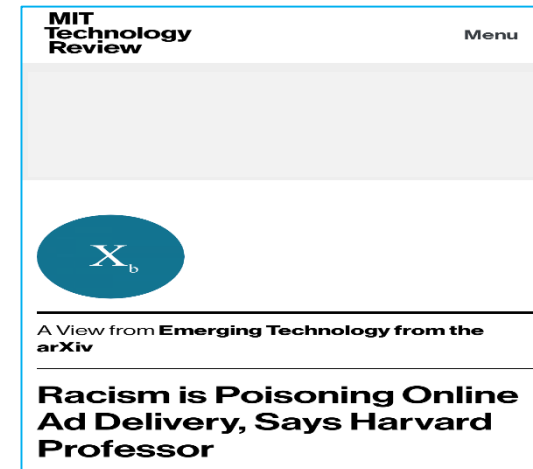 MIT
Technology
Review
Menu
X b
A View from Emerging Technology from the
arXiv
Racism is Poisoning Online
Ad Delivery, Says Harvard
Professor